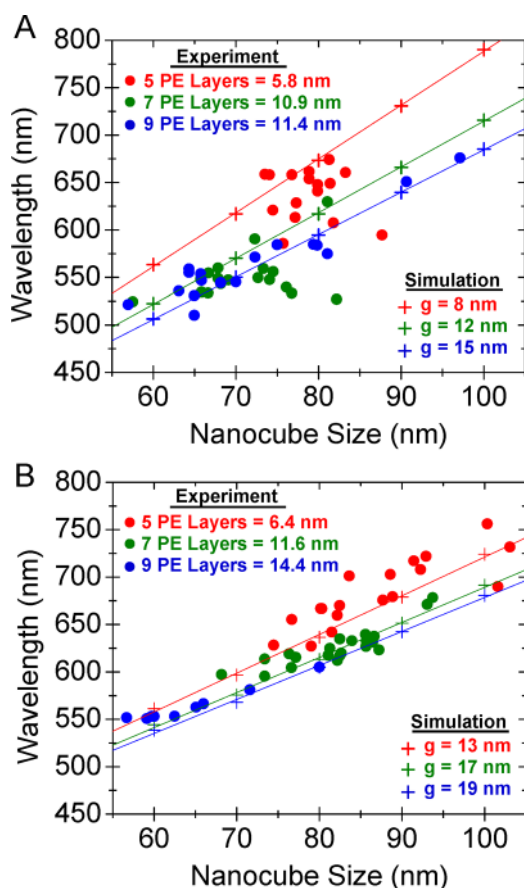 A
800
750
700
650
600
550
500
450
Wavelength (nm)
Experiment
5 PE Layers = 5.8 nm
7 PE Layers = 10.9 nm
9 PE Layers = 11.4 nm
Simulation
g = 8 nm
g = 12 nm
g = 15 nm
60 70 80 90 100
Nanocube Size (nm)
B
800
750
700
650
600
550
500
450
Wavelength (nm)
Experiment
5 PE Layers = 6.4 nm
7 PE Layers = 11.6 nm
9 PE Layers = 14.4 nm
Simulation
g = 13 nm
g = 17 nm
g = 19 nm
60 70 80 90 100
Nanocube Size (nm)